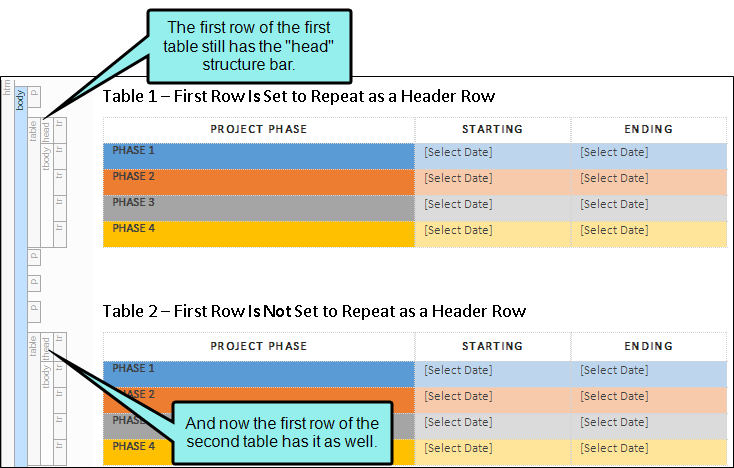 The first row of the first
table still has the "head"
structure bar.
htm
body
p
Table 1 – First Row Is Set to Repeat as a Header Row
table
head
tr
PROJECT PHASE STARTING ENDING
tbody
tr
PHASE 1 [Select Date] [Select Date]
tr
PHASE 2 [Select Date] [Select Date]
tr
PHASE 3 [Select Date] [Select Date]
tr
PHASE 4 [Select Date] [Select Date]
p
p
p
Table 2 – First Row Is Not Set to Repeat as a Header Row
table
thead
tr
PROJECT PHASE STARTING ENDING
tbody
tr
PHASE 1 [Select Date] [Select Date]
tr
PHASE 2 [Select Date] [Select Date]
tr
[Select Date] [Select Date]
tr
PHASE 4 [Select Date] [Select Date]
And now the first row of the
second table has it as well.